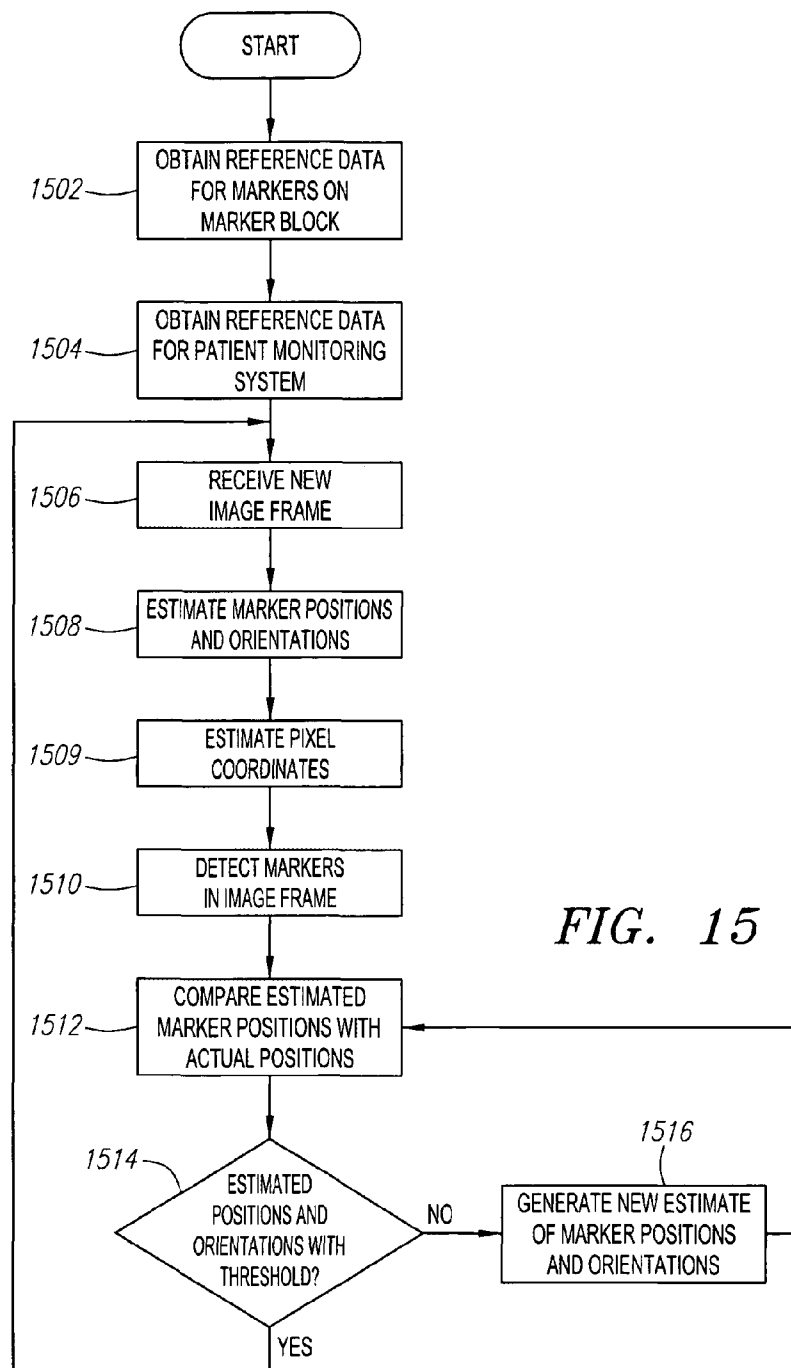 START
1502
OBTAIN REFERENCE DATA
FOR MARKERS ON
MARKER BLOCK
1504
OBTAIN REFERENCE DATA
FOR PATIENT MONITORING
SYSTEM
1506
RECEIVE NEW
IMAGE FRAME
1508
ESTIMATE MARKER POSITIONS
AND ORIENTATIONS
1509
ESTIMATE PIXEL
COORDINATES
1510
DETECT MARKERS
IN IMAGE FRAME
FIG. 15
1512
COMPARE ESTIMATED
MARKER POSITIONS WITH
ACTUAL POSITIONS
1514
ESTIMATED
POSITIONS AND
ORIENTATIONS WITH
THRESHOLD?
NO
1516
GENERATE NEW ESTIMATE
OF MARKER POSITIONS
AND ORIENTATIONS
YES